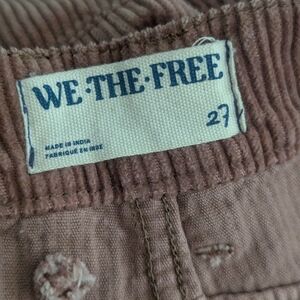 WE·THE·FREE
27
MADE IN INDIA
FABRIQUÉ EN INDE